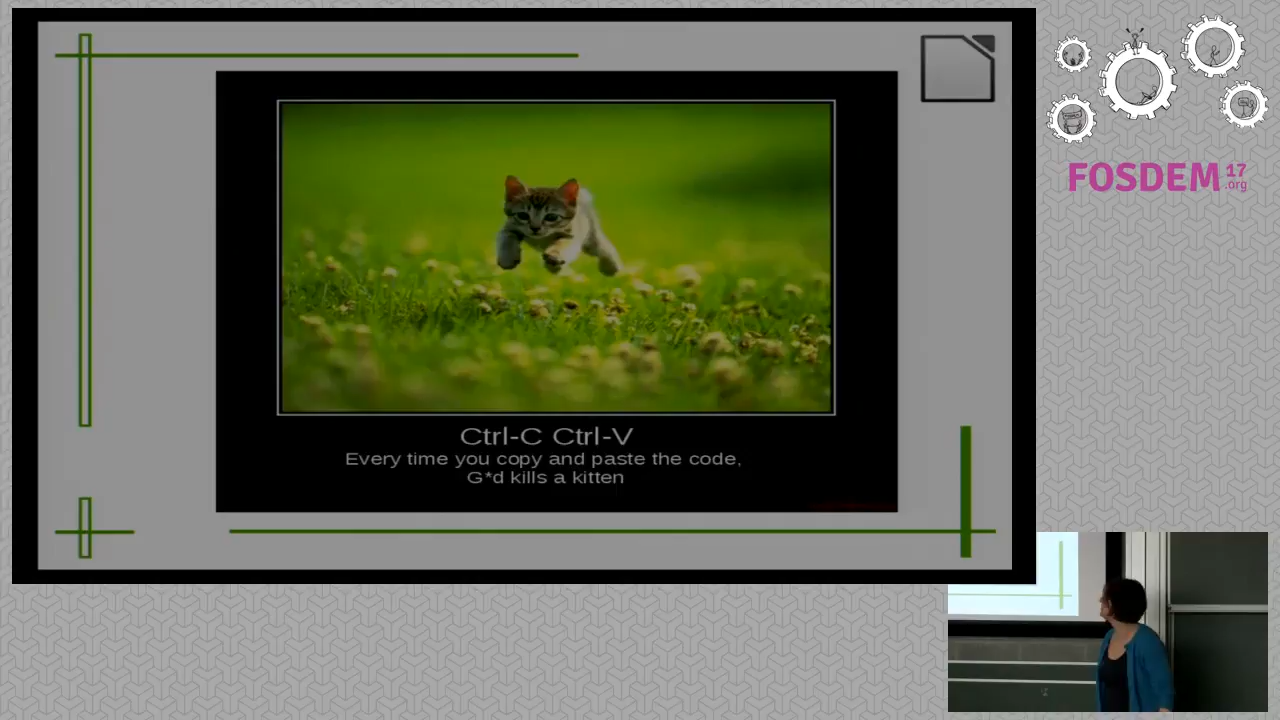 FOSDEM 17
.org
Ctrl-C Ctrl-V
Every time you copy and paste the code,
G*d kills a kitten